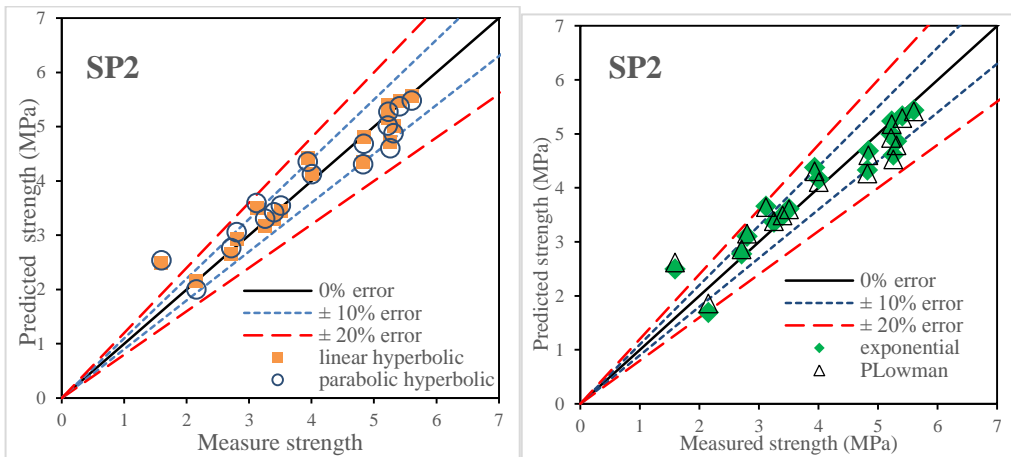 7
6
5
4
3
2
1
0
Predicted strength (MPa)
SP2
0% error
± 10% error
± 20% error
linear hyperbolic
parabolic hyperbolic
0 1 2 3 4 5 6 7
Measure strength
7
6
5
4
3
2
1
0
Predicted strength (MPa)
SP2
0% error
± 10% error
± 20% error
exponential
PLowman
0 1 2 3 4 5 6 7
Measured strength (MPa)